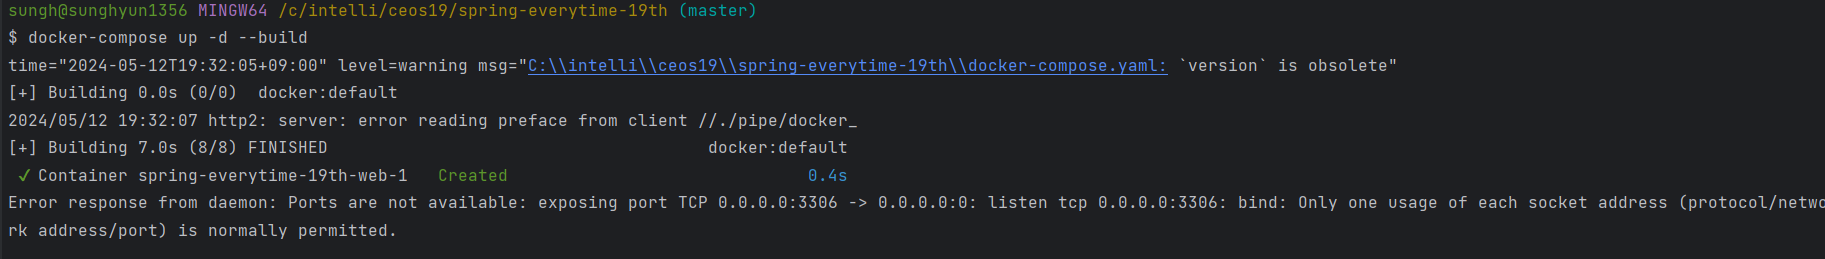 sungh@sunghyun1356 MINGW64 /c/intelli/ceos19/spring-everytime-19th (master)
$ docker-compose up -d --build
time="2024-05-12T19:32:05+09:00" level=warning msg="C:\\intelli\\ceos19\\spring-everytime-19th\\docker-compose.yaml: `version` is obsolete"
[+] Building 0.0s (0/0)  docker:default
2024/05/12 19:32:07 http2: server: error reading preface from client //./pipe/docker_
[+] Building 7.0s (8/8) FINISHED docker:default
✓ Container spring-everytime-19th-web-1 Created 0.4s
Error response from daemon: Ports are not available: exposing port TCP 0.0.0.0:3306 -> 0.0.0.0:0: listen tcp 0.0.0.0:3306: bind: Only one usage of each socket address (protocol/netwo
rk address/port) is normally permitted.